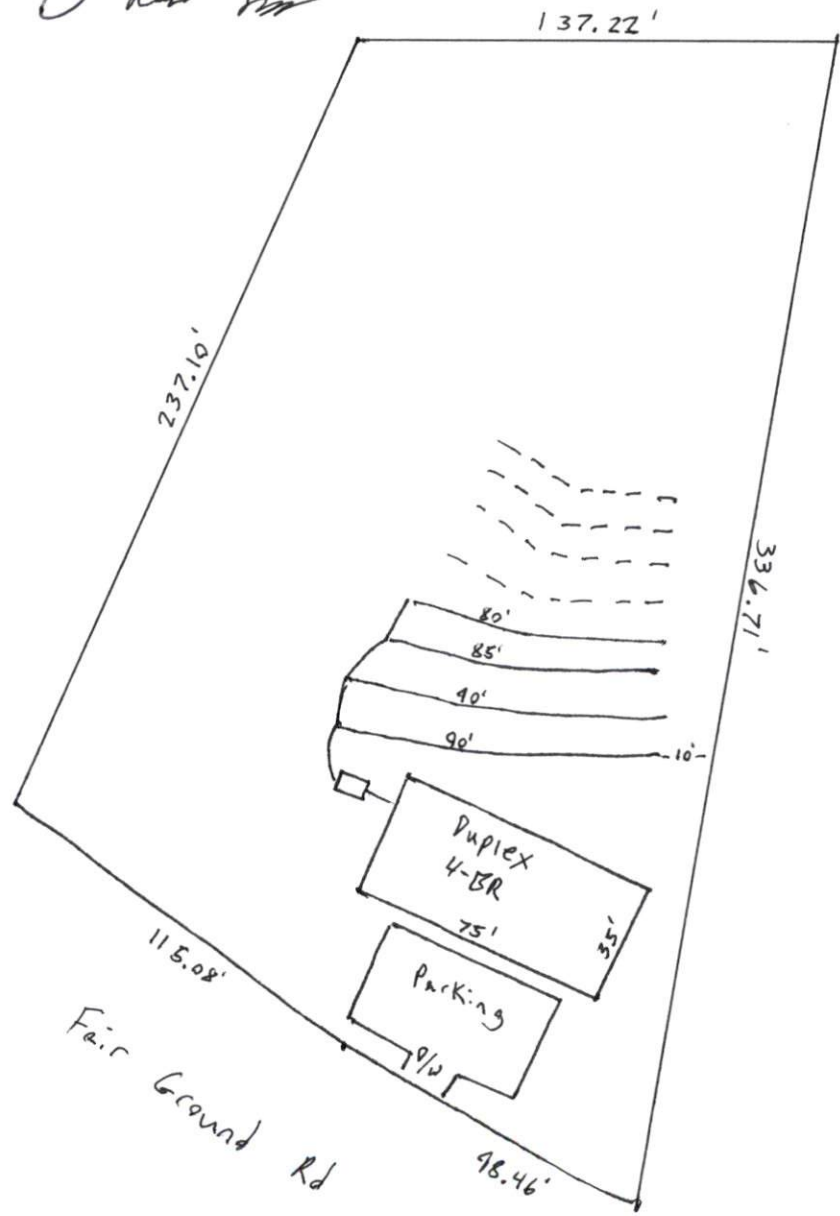 137.22'
237.10'
336.71'
80'
85'
90'
90'
10'
Duplex
4-BR
75'
35'
Parking
D/W
115.08'
98.46'
Fair Ground Rd